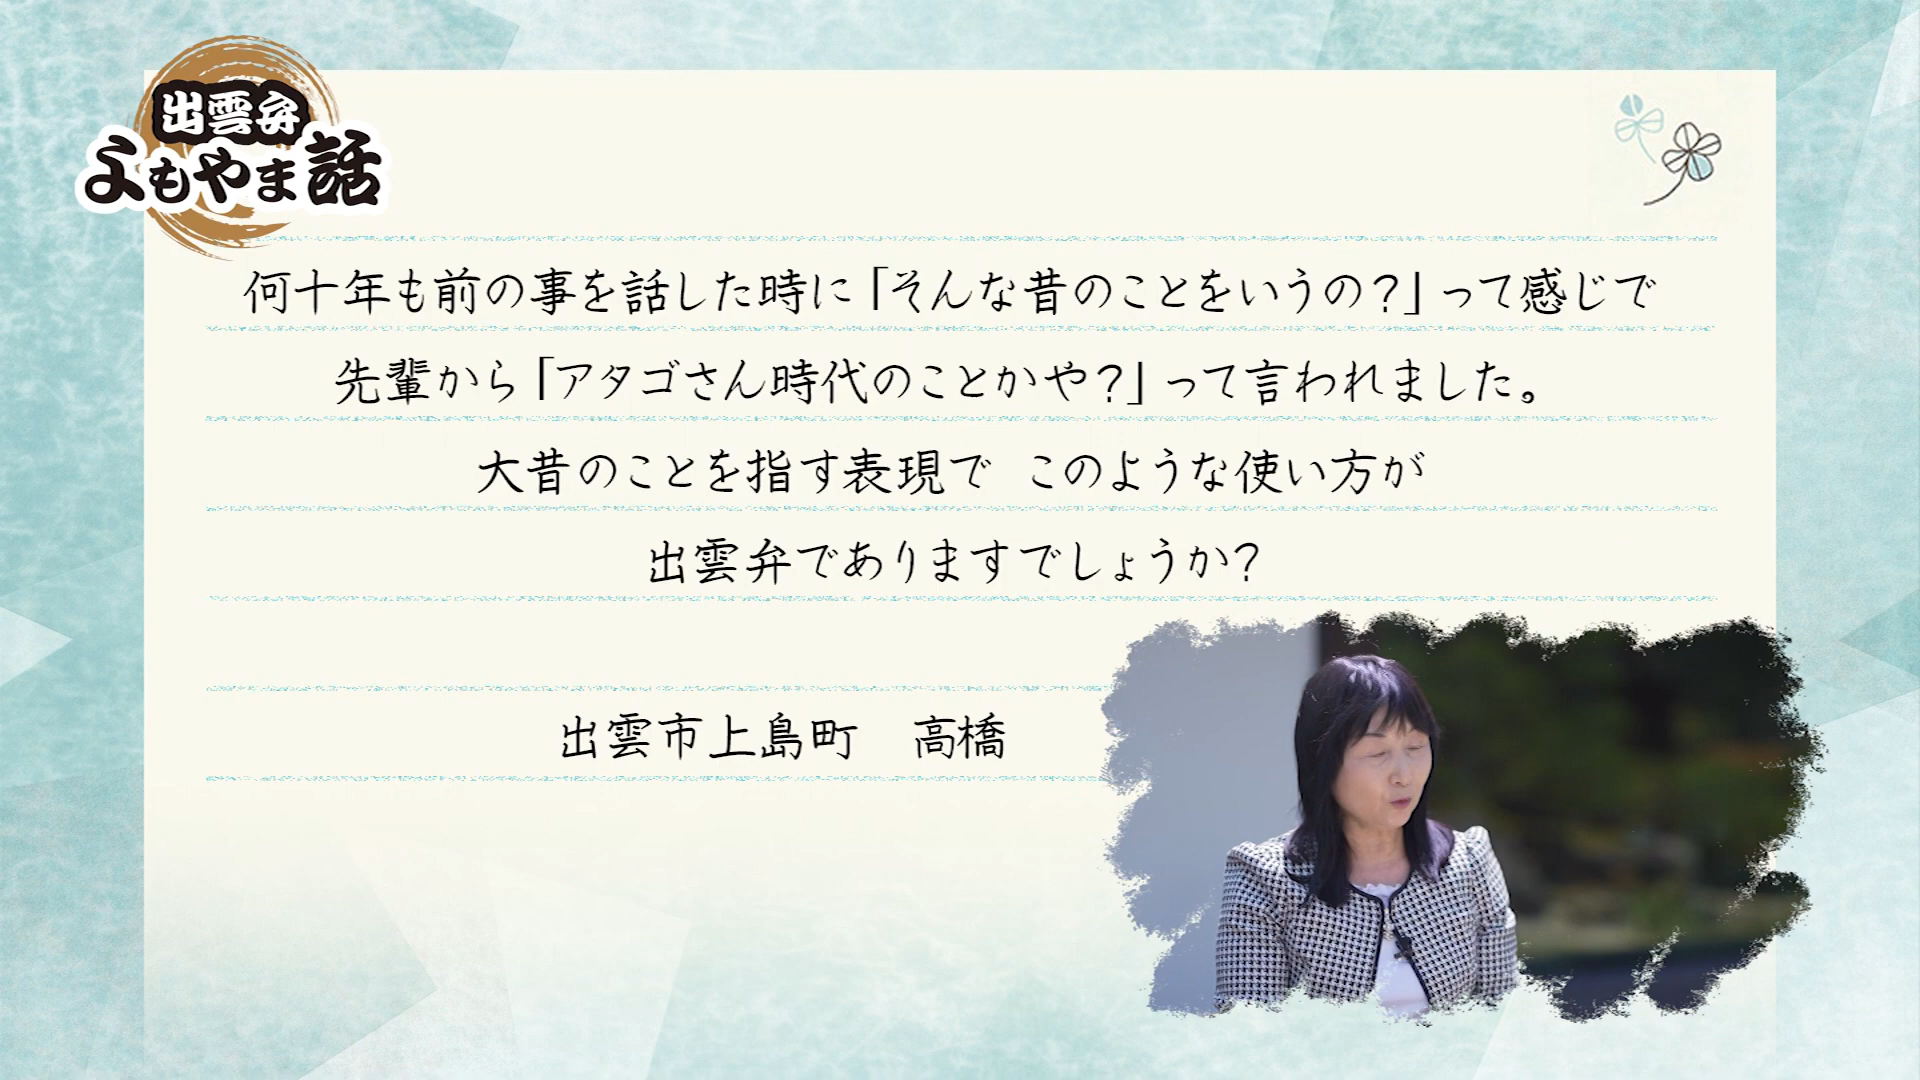 出雲弁
よもやま話
何十年も前の事を話した時に「そんな昔のことをいうの?」って感じで
先輩から「アタゴさん時代のことかや?」って言われました。
大昔のことを指す表現で このような使い方が
出雲弁でありますでしょうか?
出雲市上島町 高橋